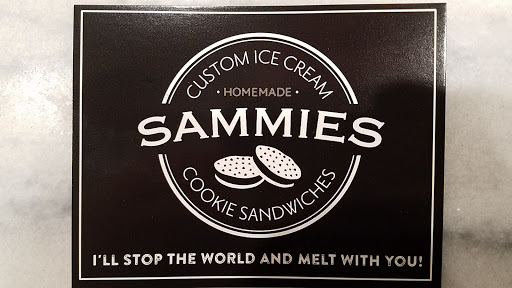 CUSTOM ICE CREAM
• HOMEMADE •
SAMMIES
COOKIE SANDWICHES
I'LL STOP THE WORLD AND MELT WITH YOU!